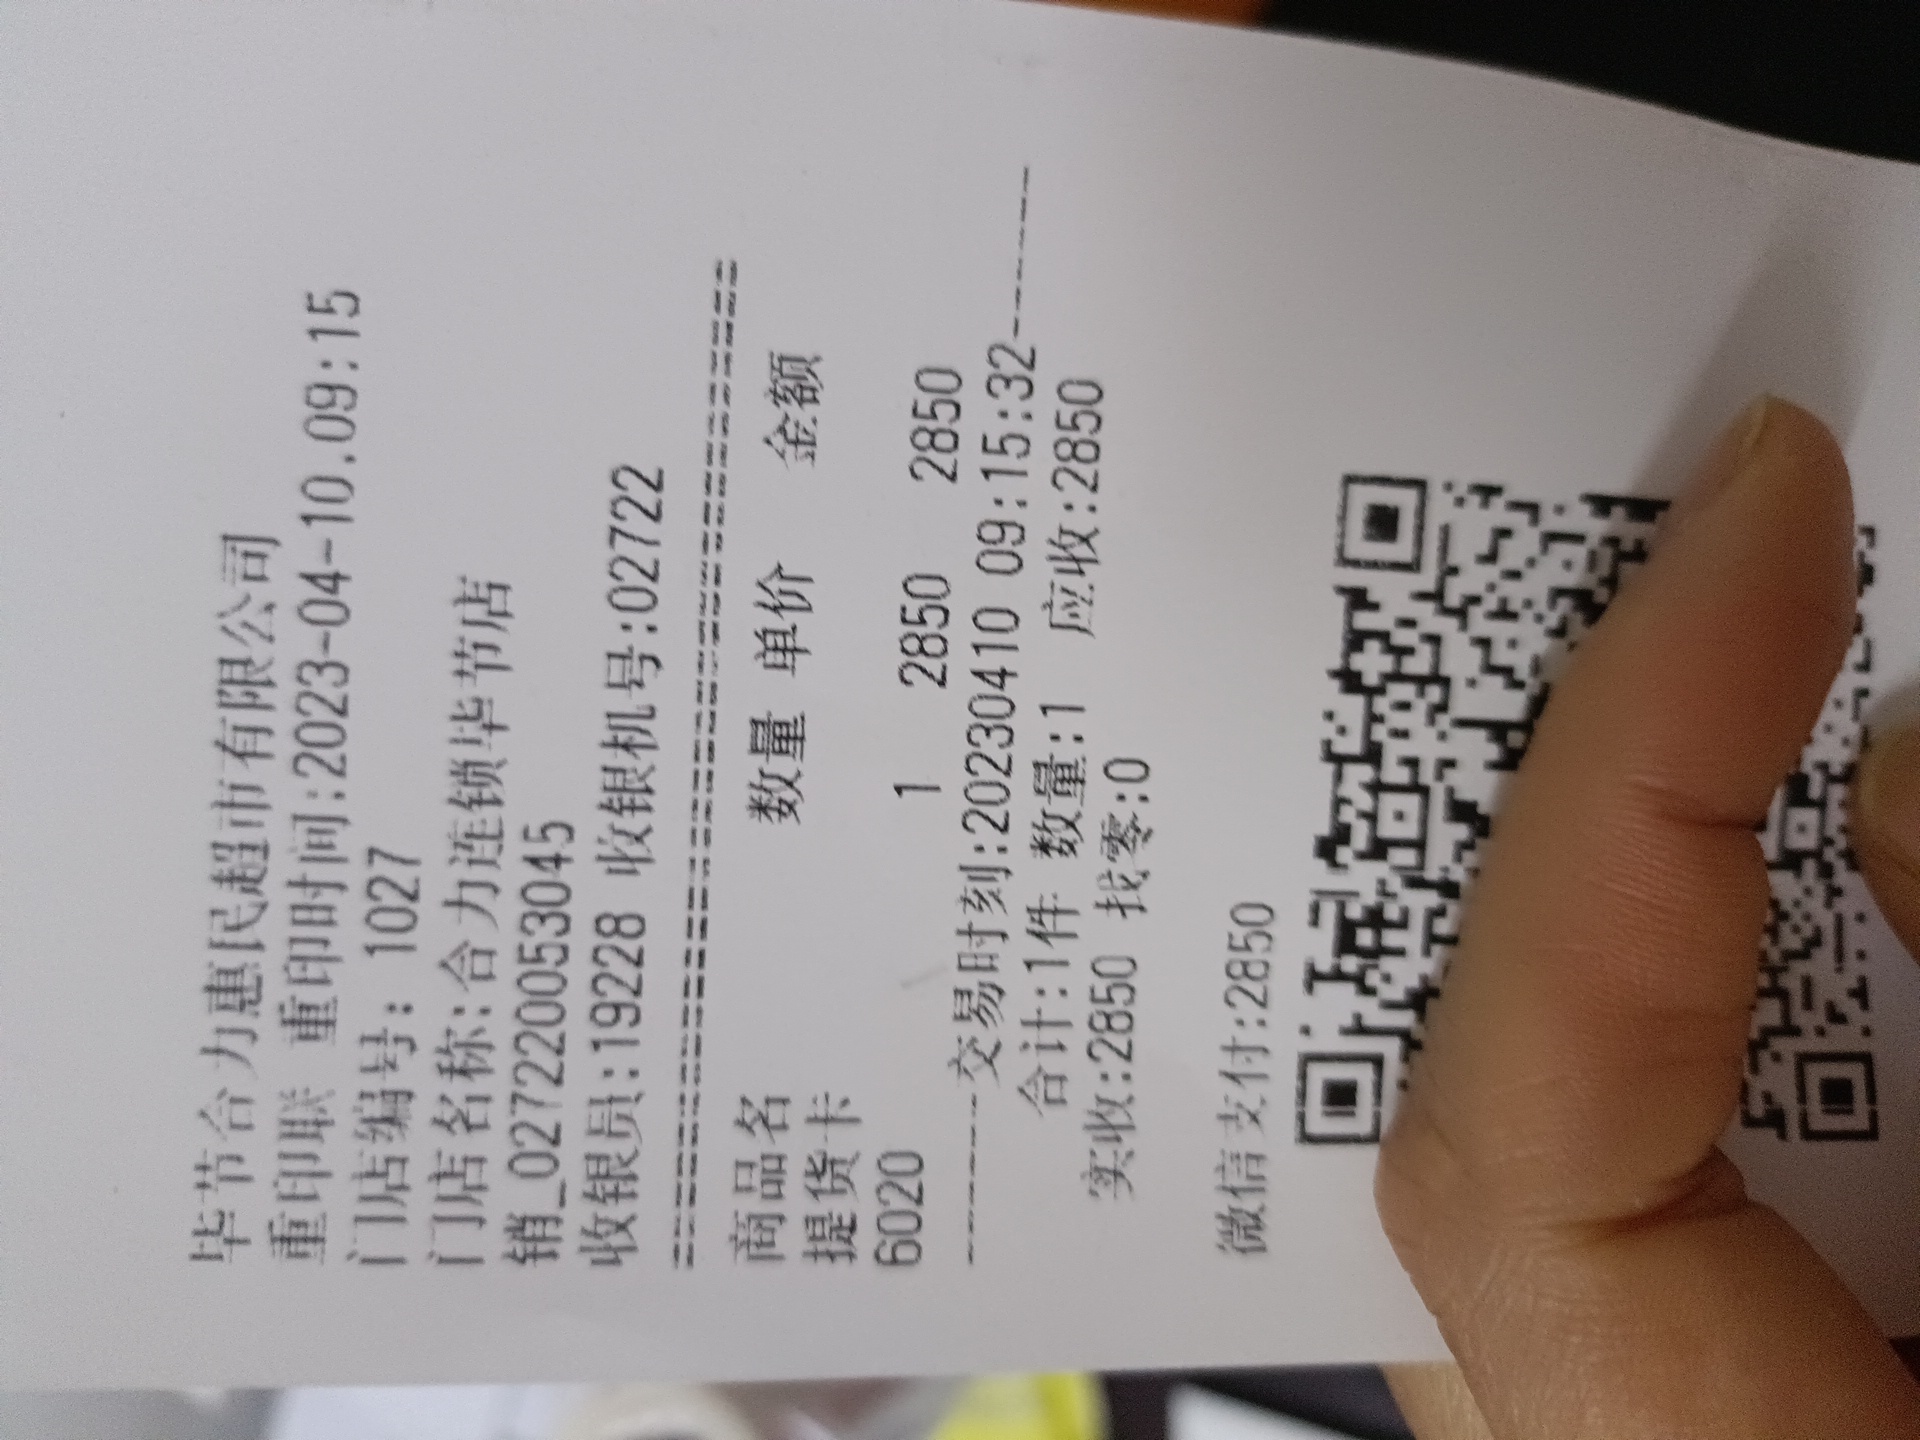 毕节合力惠民超市有限公司
重印联 重印时间:2023-04-10.09:15
门店编号: 1027
门店名称:合力连锁毕节店
销_027220053045
收银员:19228 收银机号:02722
商品名 数量 单价 金额
提货卡
6020 1 2850 2850
--------交易时刻:20230410 09:15:32--------
合计:1件 数量:1 应收:2850
实收:2850 找零:0
微信支付:2850